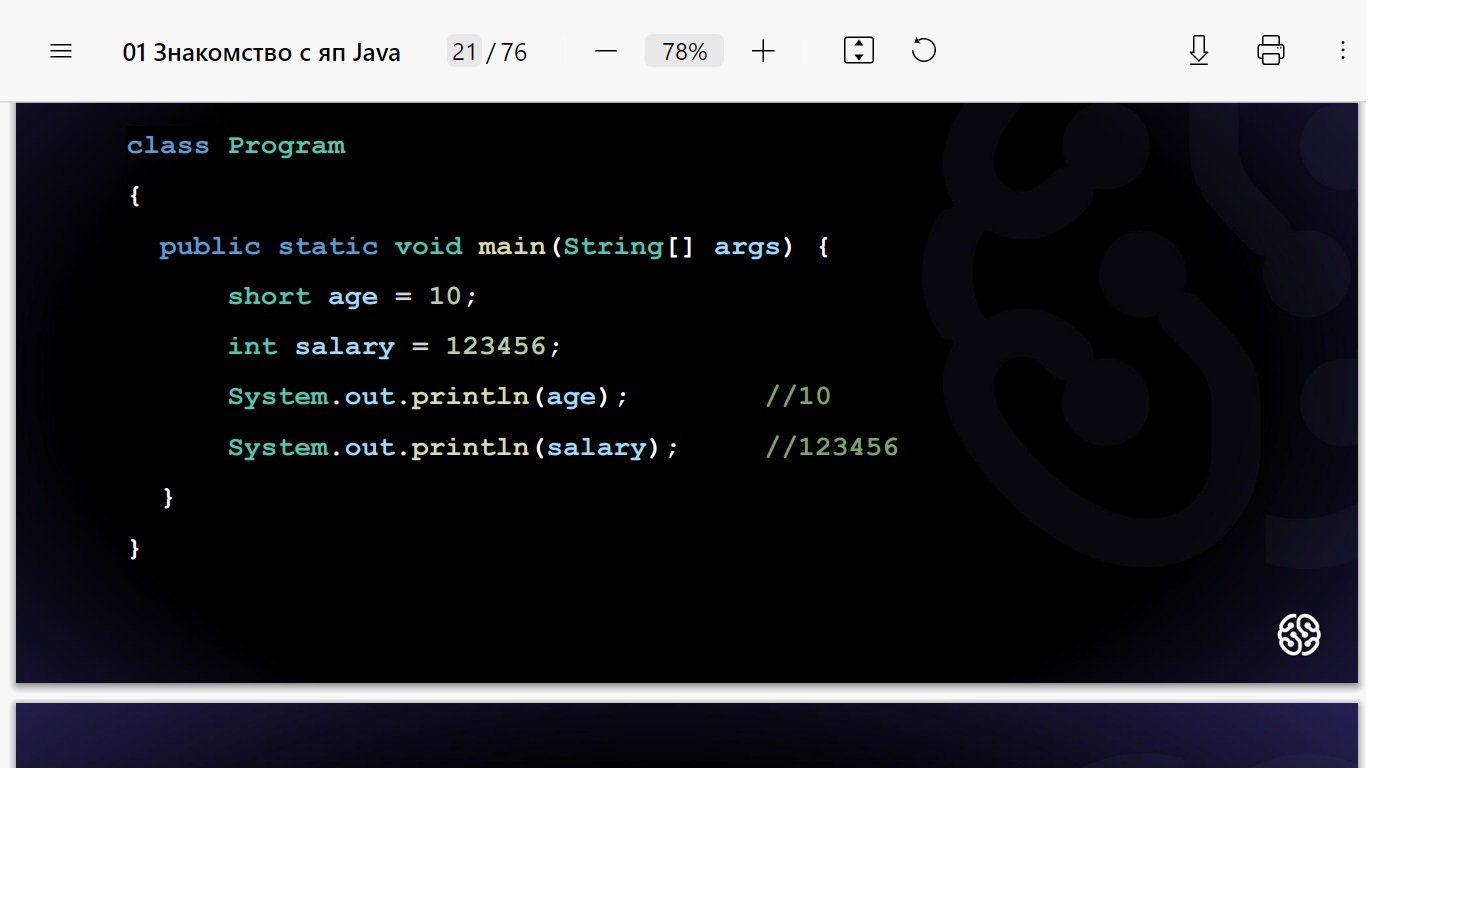 01 Знакомство с яп Java 21 / 76 78%
class Program
{
public static void main(String[] args) {
short age = 10;
int salary = 123456;
System.out.println(age); //10
System.out.println(salary); //123456
}
}